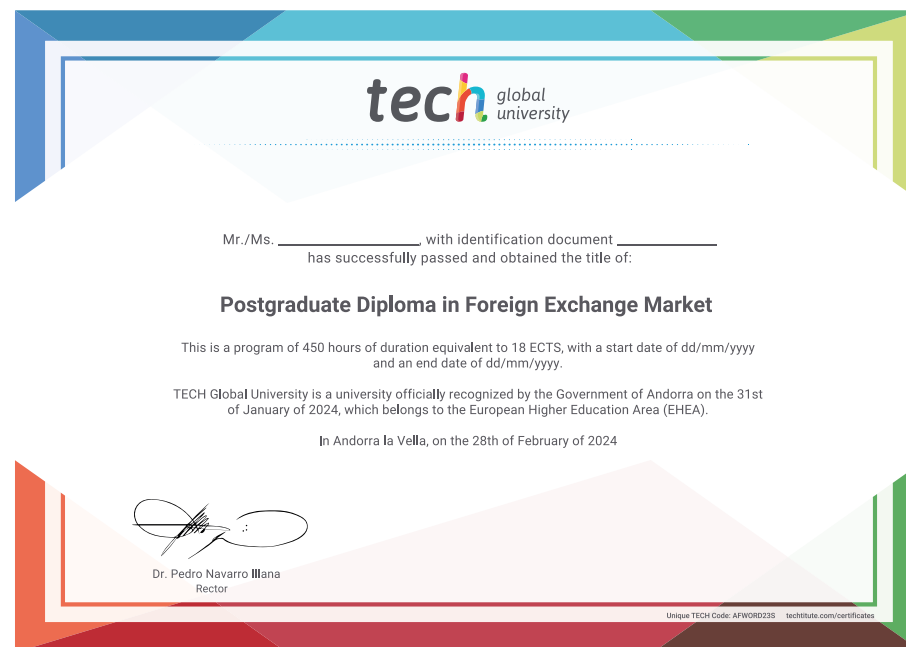 tech global
university
Mr./Ms. ____________, with identification document ____________
has successfully passed and obtained the title of:
Postgraduate Diploma in Foreign Exchange Market
This is a program of 450 hours of duration equivalent to 18 ECTS, with a start date of dd/mm/yyyy
and an end date of dd/mm/yyyy.
TECH Global University is a university officially recognized by the Government of Andorra on the 31st
of January of 2024, which belongs to the European Higher Education Area (EHEA).
In Andorra la Vella, on the 28th of February of 2024
Dr. Pedro Navarro Illana
Rector
Unique TECH Code: AFWORD23S techtitute.com/certificates